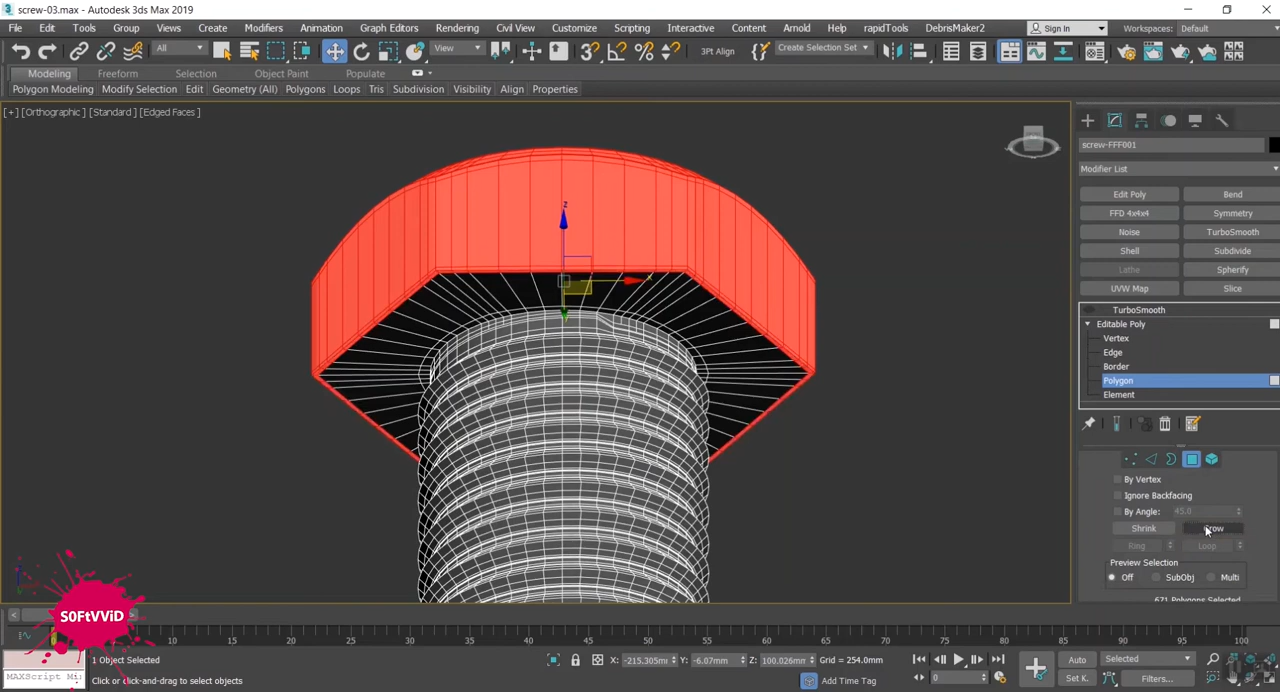 screw-03.max - Autodesk 3ds Max 2019
File Edit Tools Group Views Create Modifiers Animation Graph Editors Rendering Civil View Customize Scripting Interactive Content Arnold Help rapidTools DebrisMaker2 Sign In Workspaces: Default
All View 3Pt Align Create Selection Set
Modeling Freeform Selection Object Paint Populate
Polygon Modeling Modify Selection Edit Geometry (All) Polygons Loops Tris Subdivision Visibility Align Properties
[+] [Orthographic ] [Standard ] [Edged Faces ]
screw-FFF001
Modifier List
Edit Poly Bend
FFD 4x4x4 Symmetry
Noise TurboSmooth
Shell Subdivide
Lathe Spherify
UVW Map Slice
TurboSmooth
Editable Poly
Vertex
Edge
Border
Polygon
Element
By Vertex
Ignore Backfacing
By Angle: 45.0
Shrink Grow
Ring Loop
Preview Selection
Off SubObj Multi
671 Polygons Selected
z
x
y
S0FtVViD
10 15 20 25 30 35 40 45 50 55 60 65 70 75 80 85 90 95 100
1 Object Selected X: -215.305m Y: -6.07mm Z: 100.026mm Grid = 254.0mm Auto Selected
MAXScript Mi Click or click-and-drag to select objects Add Time Tag 0 Set K. Filters...